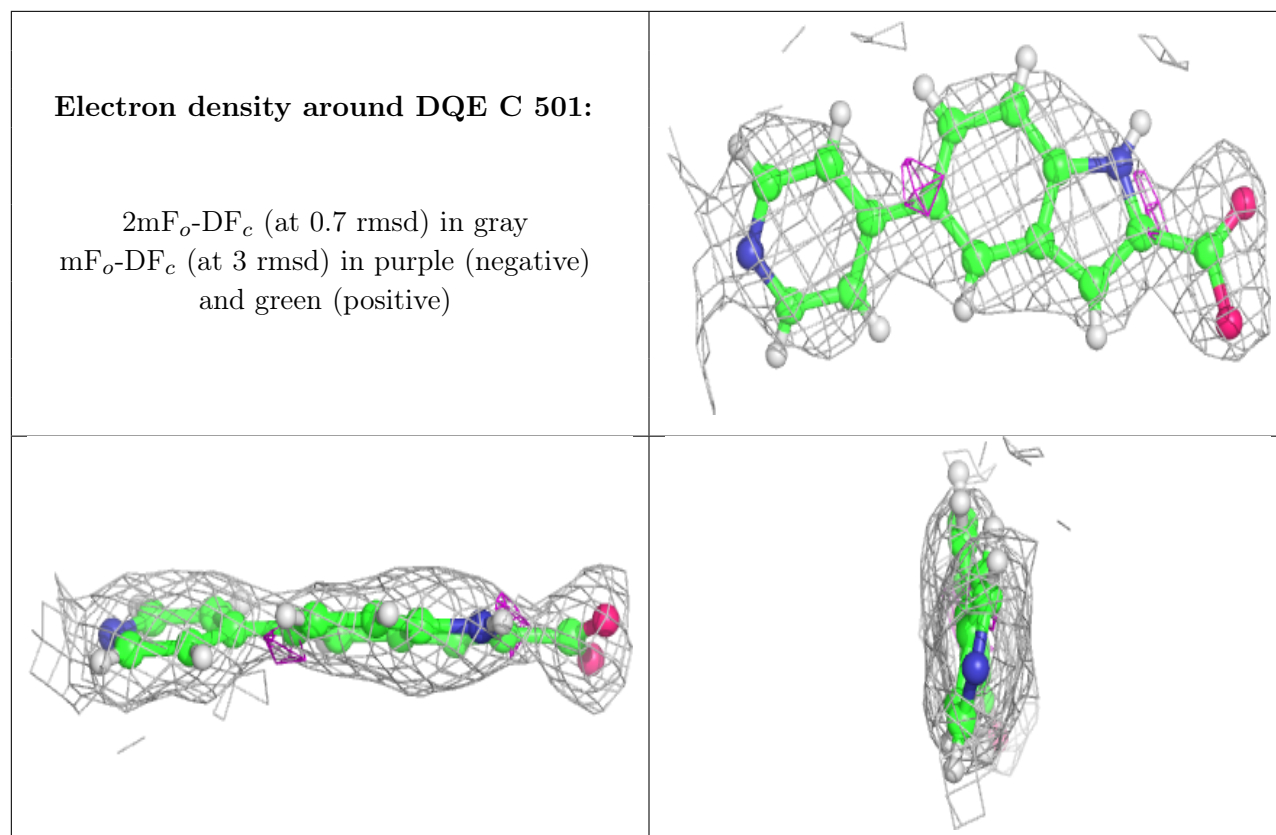 Electron density around DQE C 501:
2mFo-DFc (at 0.7 rmsd) in gray
mFo-DFc (at 3 rmsd) in purple (negative)
and green (positive)